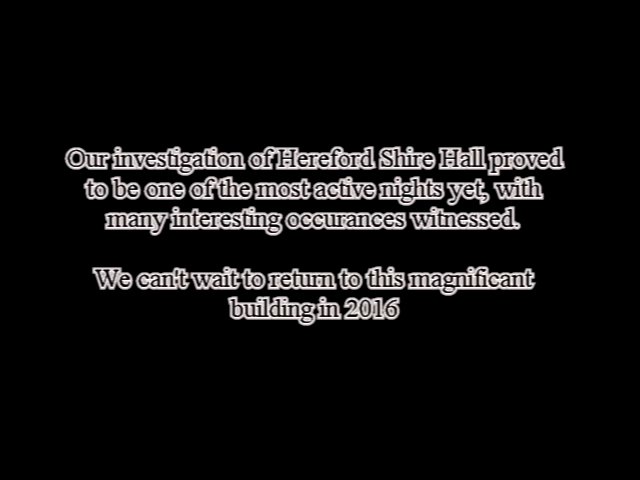 Our investigation of Hereford Shire Hall proved
to be one of the most active nights yet, with
many interesting occurances witnessed.
We can't wait to return to this magnificant
building in 2016